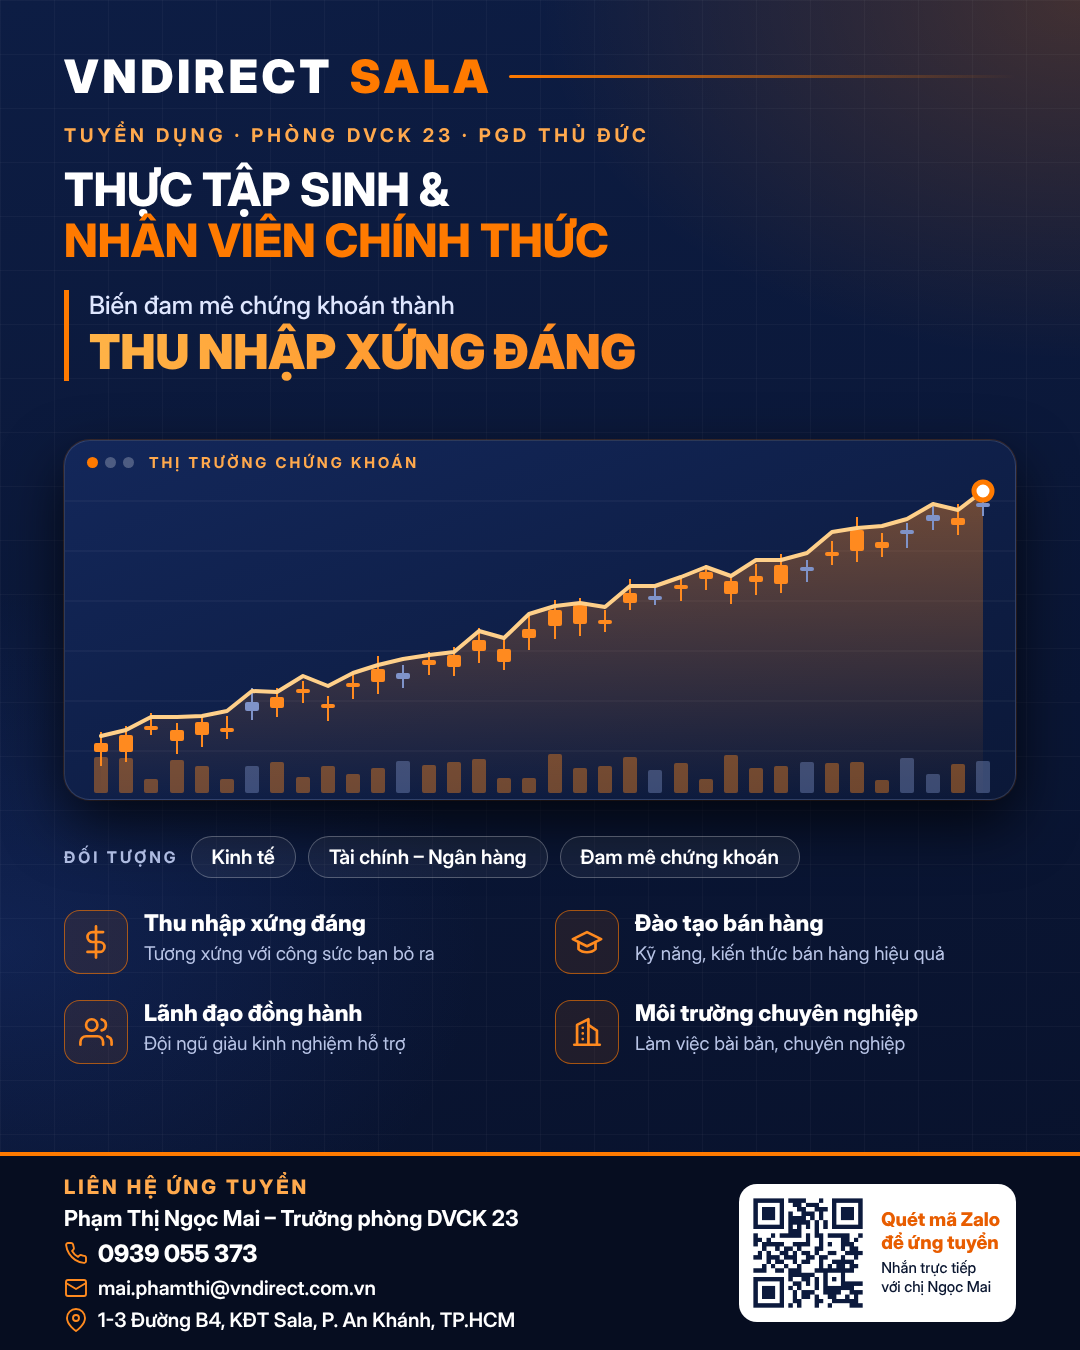 VNDIRECT SALA
TUYỂN DỤNG · PHÒNG DVCK 23 · PGD THỦ ĐỨC
THỰC TẬP SINH &
NHÂN VIÊN CHÍNH THỨC
Biến đam mê chứng khoán thành
THU NHẬP XỨNG ĐÁNG
THỊ TRƯỜNG CHỨNG KHOÁN
ĐỐI TƯỢNG
Kinh tế
Tài chính – Ngân hàng
Đam mê chứng khoán
Thu nhập xứng đáng
Tương xứng với công sức bạn bỏ ra
Đào tạo bán hàng
Kỹ năng, kiến thức bán hàng hiệu quả
Lãnh đạo đồng hành
Đội ngũ giàu kinh nghiệm hỗ trợ
Môi trường chuyên nghiệp
Làm việc bài bản, chuyên nghiệp
LIÊN HỆ ỨNG TUYỂN
Phạm Thị Ngọc Mai – Trưởng phòng DVCK 23
0939 055 373
mai.phamthi@vndirect.com.vn
1-3 Đường B4, KĐT Sala, P. An Khánh, TP.HCM
Quét mã Zalo
để ứng tuyển
Nhắn trực tiếp
với chị Ngọc Mai